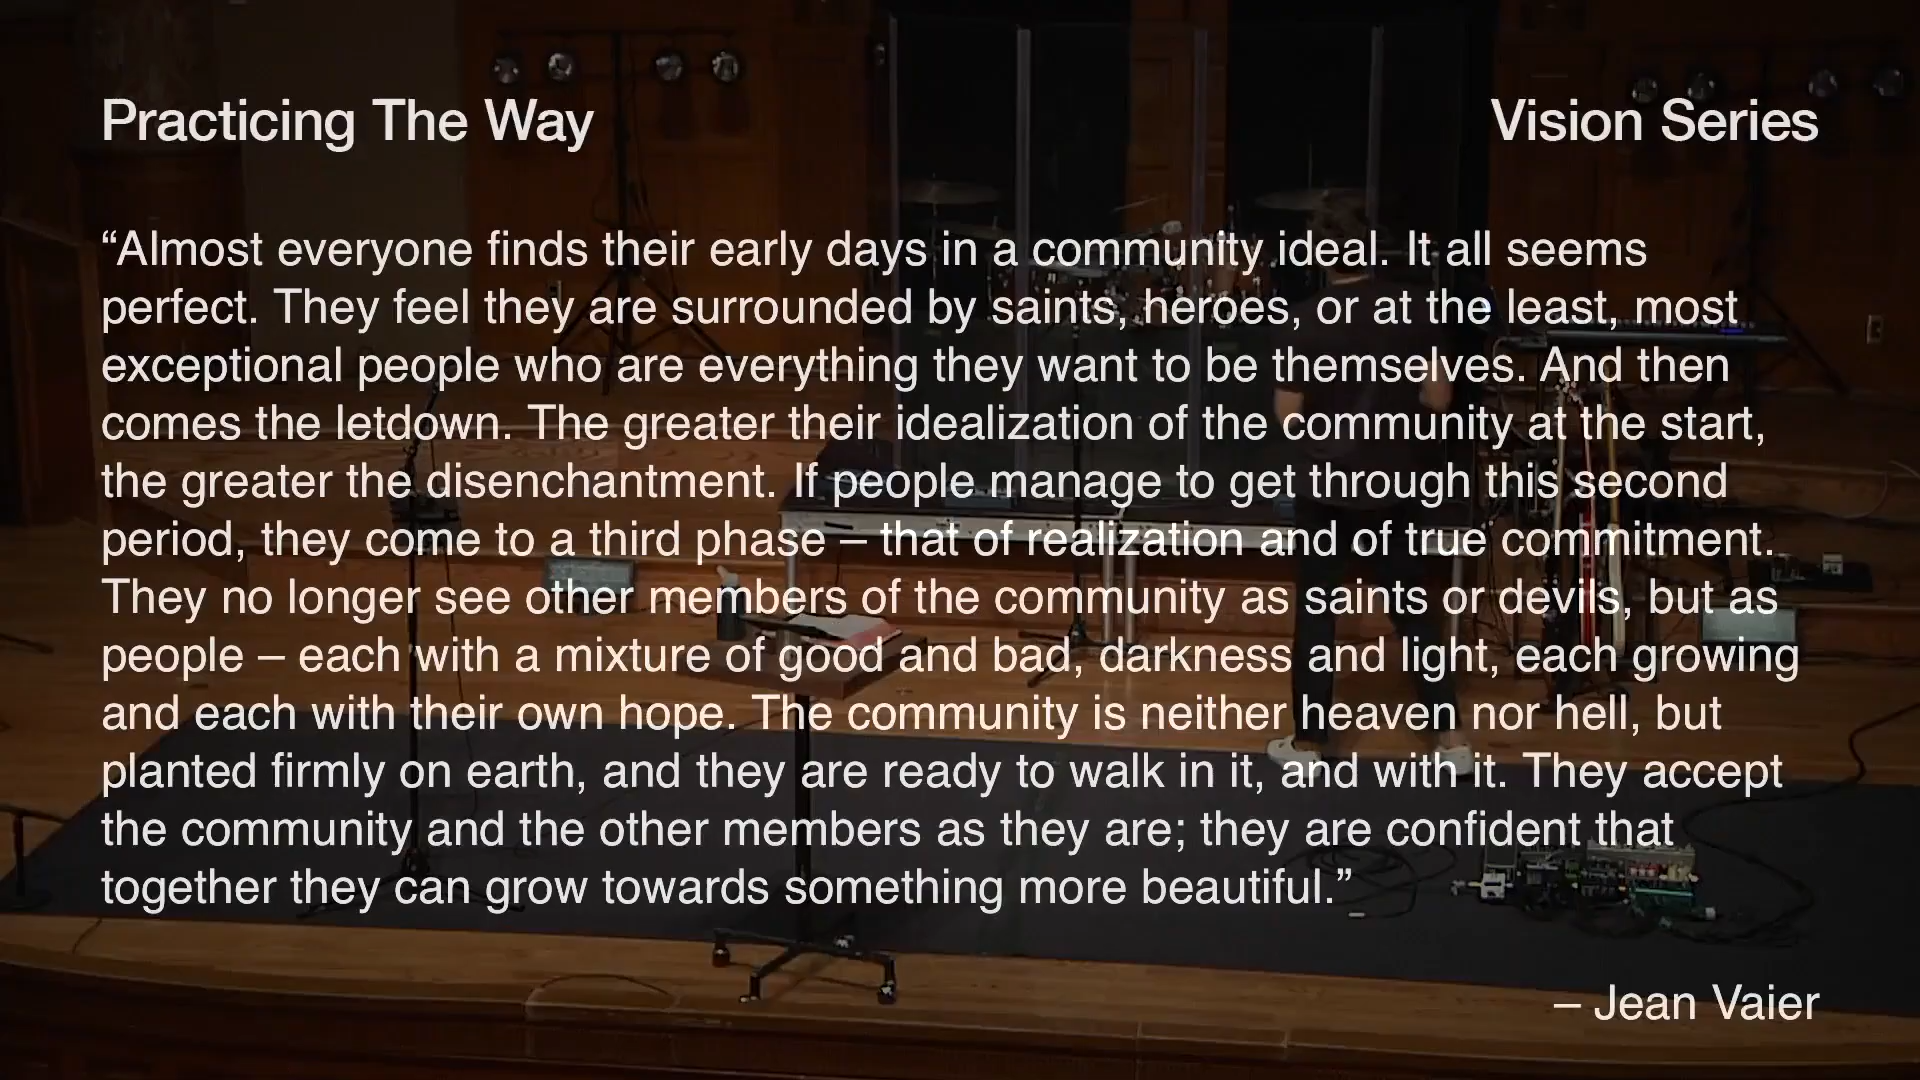 Practicing The Way
Vision Series
“Almost everyone finds their early days in a community ideal. It all seems
perfect. They feel they are surrounded by saints, heroes, or at the least, most
exceptional people who are everything they want to be themselves. And then
comes the letdown. The greater their idealization of the community at the start,
the greater the disenchantment. If people manage to get through this second
period, they come to a third phase – that of realization and of true commitment.
They no longer see other members of the community as saints or devils, but as
people – each with a mixture of good and bad, darkness and light, each growing
and each with their own hope. The community is neither heaven nor hell, but
planted firmly on earth, and they are ready to walk in it, and with it. They accept
the community and the other members as they are; they are confident that
together they can grow towards something more beautiful.”
– Jean Vaier